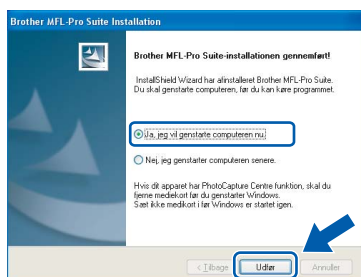 Brother MFL-Pro Suite Installation
Brother MFL-Pro Suite-installationen gennemført!
InstallShield Wizard har afinstalleret Brother MFL-Pro Suite.
Du skal genstarte computeren, før du kan køre programmet.
Ja, jeg vil genstarte computeren nu.
Nej, jeg genstarter computeren senere.
Hvis dit apparat har PhotoCapture Centre funktion, skal du
fjerne mediekort før du genstarter Windows.
Sæt ikke medikort i før Windows er startet igen.
< Tilbage
Udfør
Annuller